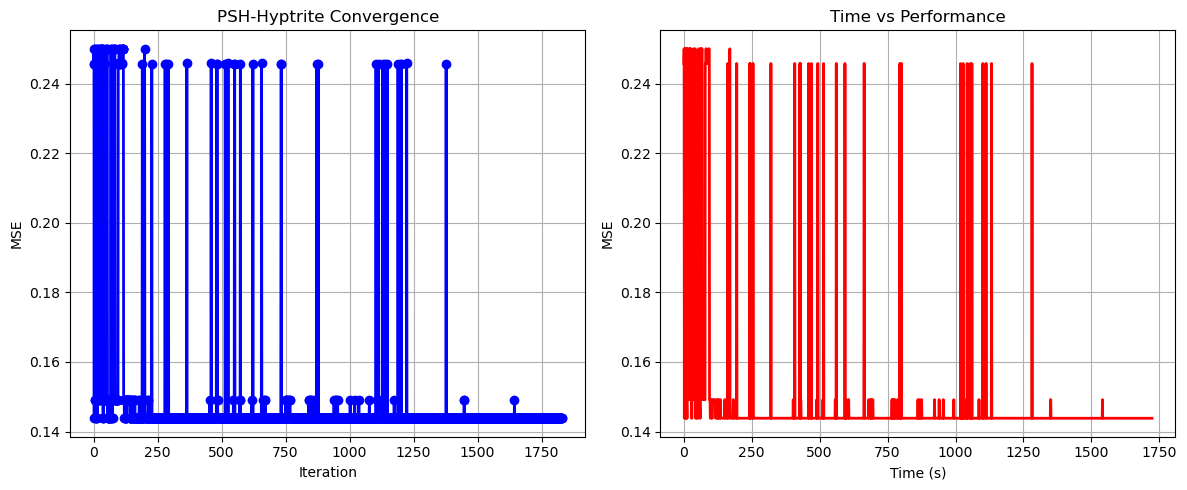 PSH-Hyptrite Convergence
MSE
0.24
0.22
0.20
0.18
0.16
0.14
0 250 500 750 1000 1250 1500 1750
Iteration
Time vs Performance
MSE
0.24
0.22
0.20
0.18
0.16
0.14
0 250 500 750 1000 1250 1500 1750
Time (s)